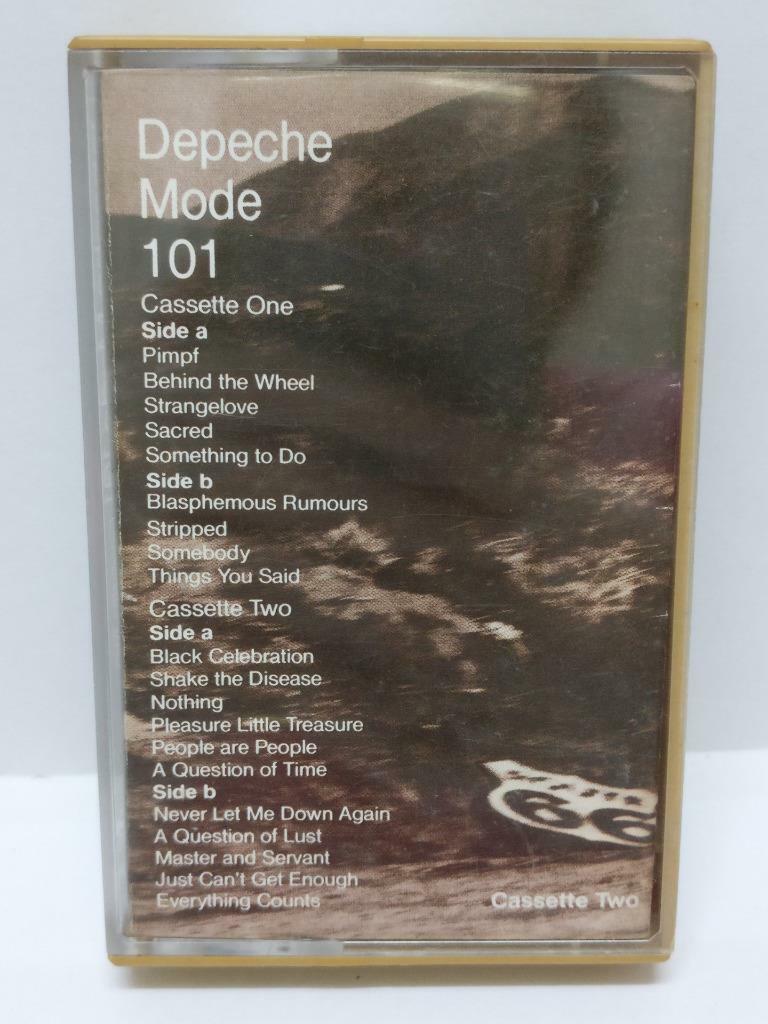 Depeche
Mode
101
Cassette One
Side a
Pimpf
Behind the Wheel
Strangelove
Sacred
Something to Do
Side b
Blasphemous Rumours
Stripped
Somebody
Things You Said
Cassette Two
Side a
Black Celebration
Shake the Disease
Nothing
Pleasure Little Treasure
People are People
A Question of Time
Side b
Never Let Me Down Again
A Question of Lust
Master and Servant
Just Can't Get Enough
Everything Counts
66
Cassette Two